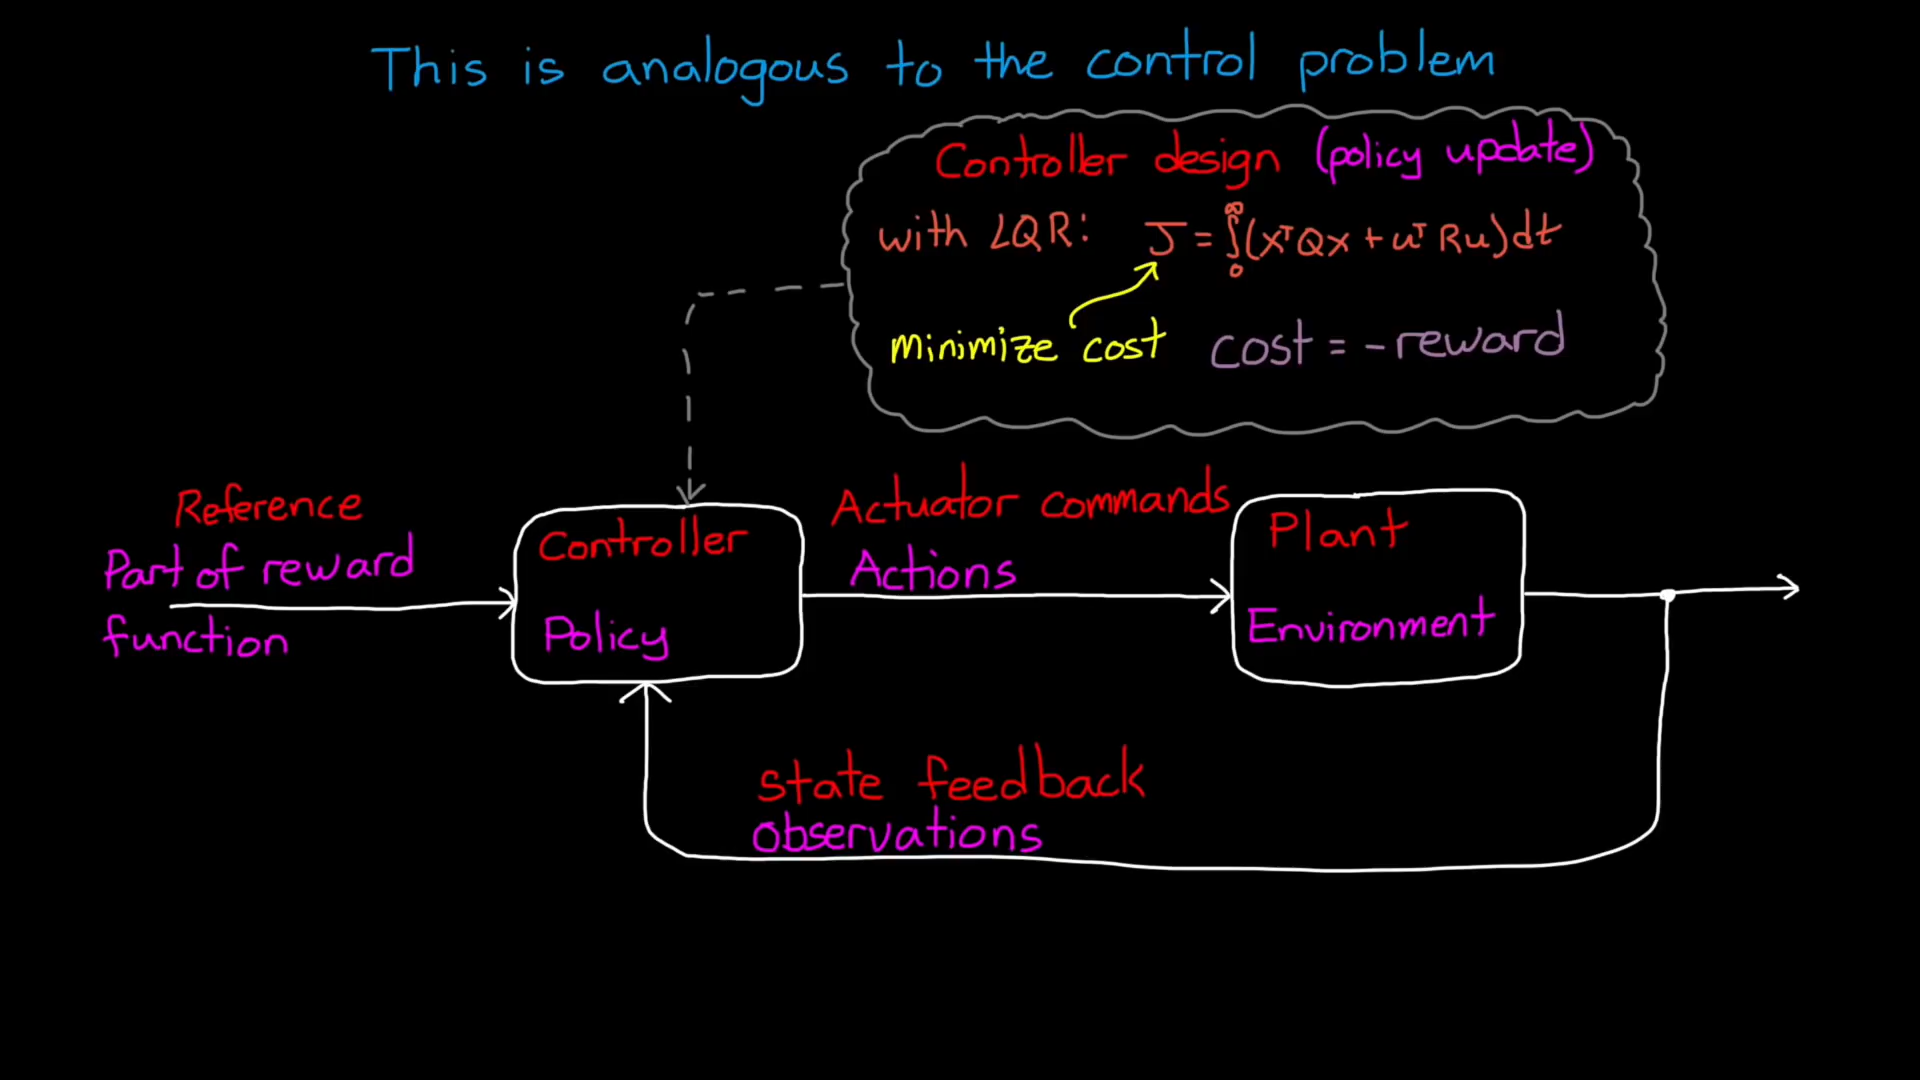 This is analogous to the control problem
Controller design (policy update)
with LQR: J = ∫₀^∞ (xᵀQx + uᵀRu)dt
minimize cost cost = -reward
Reference
Part of reward
function
Controller
Policy
Actuator commands
Actions
Plant
Environment
state feedback
observations